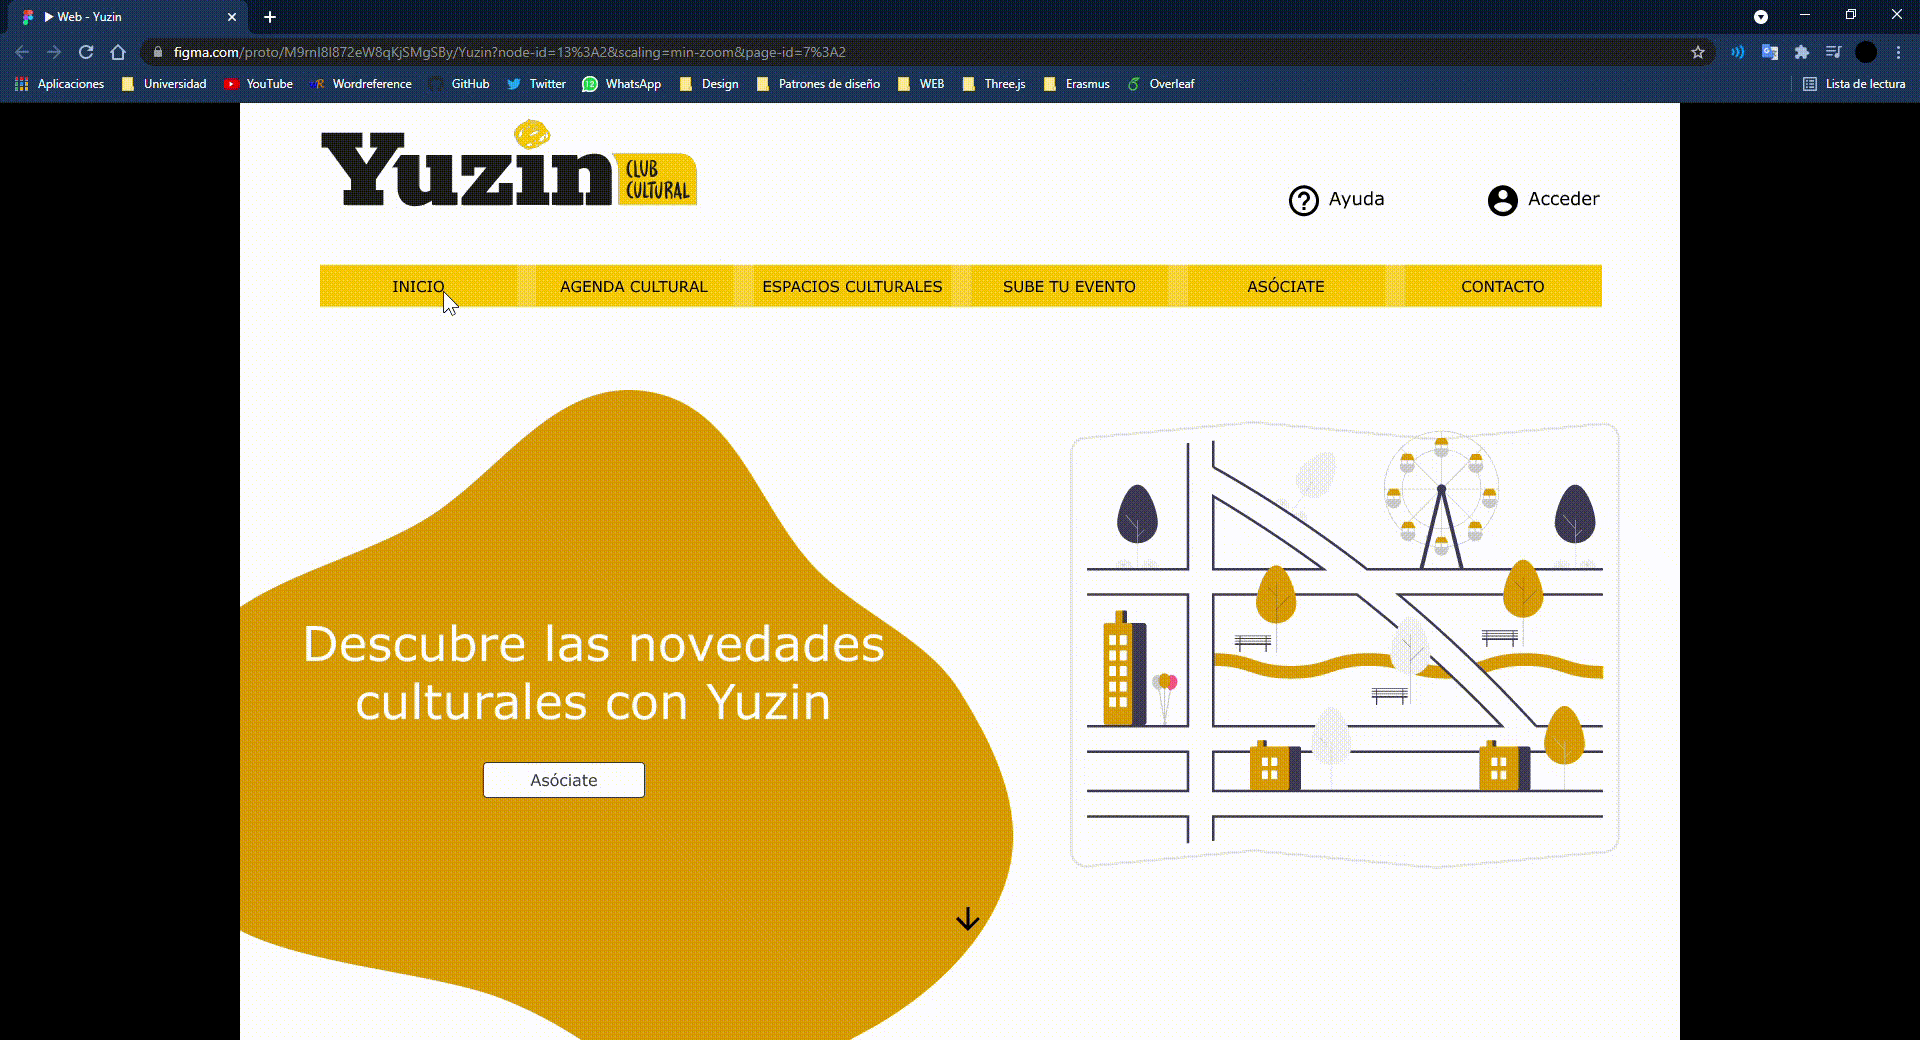 ▶ Web - Yuzin
figma.com/proto/M9rnI8I872eW8qKjSMgSBy/Yuzin?node-id=13%3A2&scaling=min-zoom&page-id=7%3A2
Aplicaciones Universidad YouTube Wordreference GitHub Twitter 12 WhatsApp Design Patrones de diseño WEB Three.js Erasmus Overleaf Lista de lectura
Yuzin
CLUB
CULTURAL
Ayuda Acceder
INICIO AGENDA CULTURAL ESPACIOS CULTURALES SUBE TU EVENTO ASÓCIATE CONTACTO
Descubre las novedades
culturales con Yuzin
Asóciate